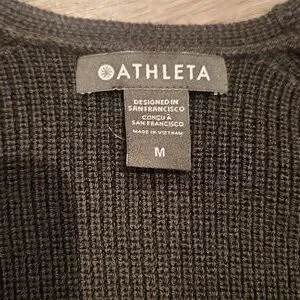 ATHLETA
DESIGNED IN
SAN FRANCISCO
CONÇU À
SAN FRANCISCO
MADE IN VIETNAM
M